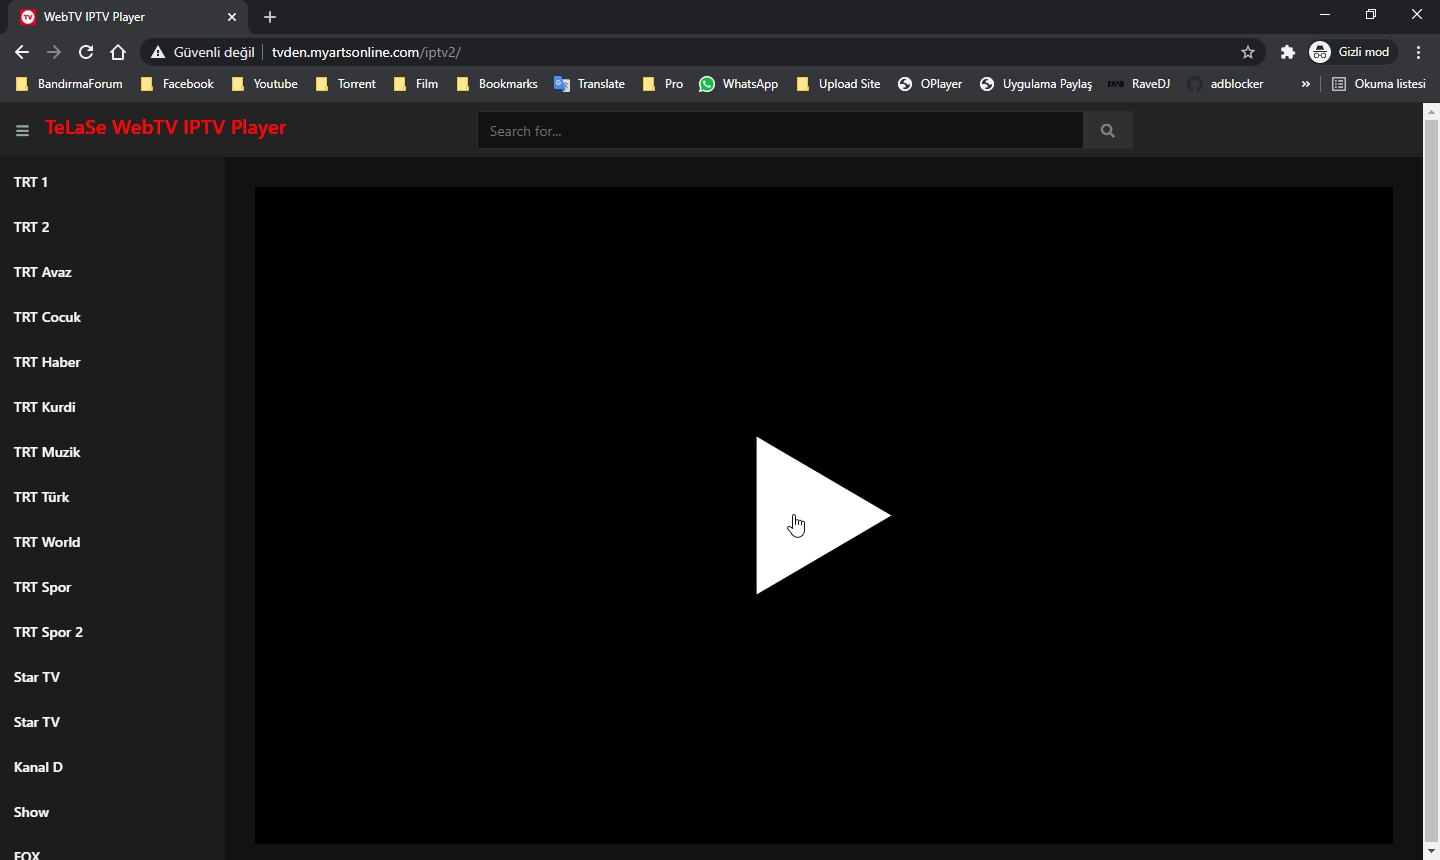 WebTV IPTV Player
Güvenli değil
tvden.myartsonline.com/iptv2/
Gizli mod
BandırmaForum
Facebook
Youtube
Torrent
Film
Bookmarks
Translate
Pro
WhatsApp
Upload Site
OPlayer
Uygulama Paylaş
RaveDJ
adblocker
»
Okuma listesi
TeLaSe WebTV IPTV Player
Search for...
TRT 1
TRT 2
TRT Avaz
TRT Cocuk
TRT Haber
TRT Kurdi
TRT Muzik
TRT Türk
TRT World
TRT Spor
TRT Spor 2
Star TV
Star TV
Kanal D
Show
FOX